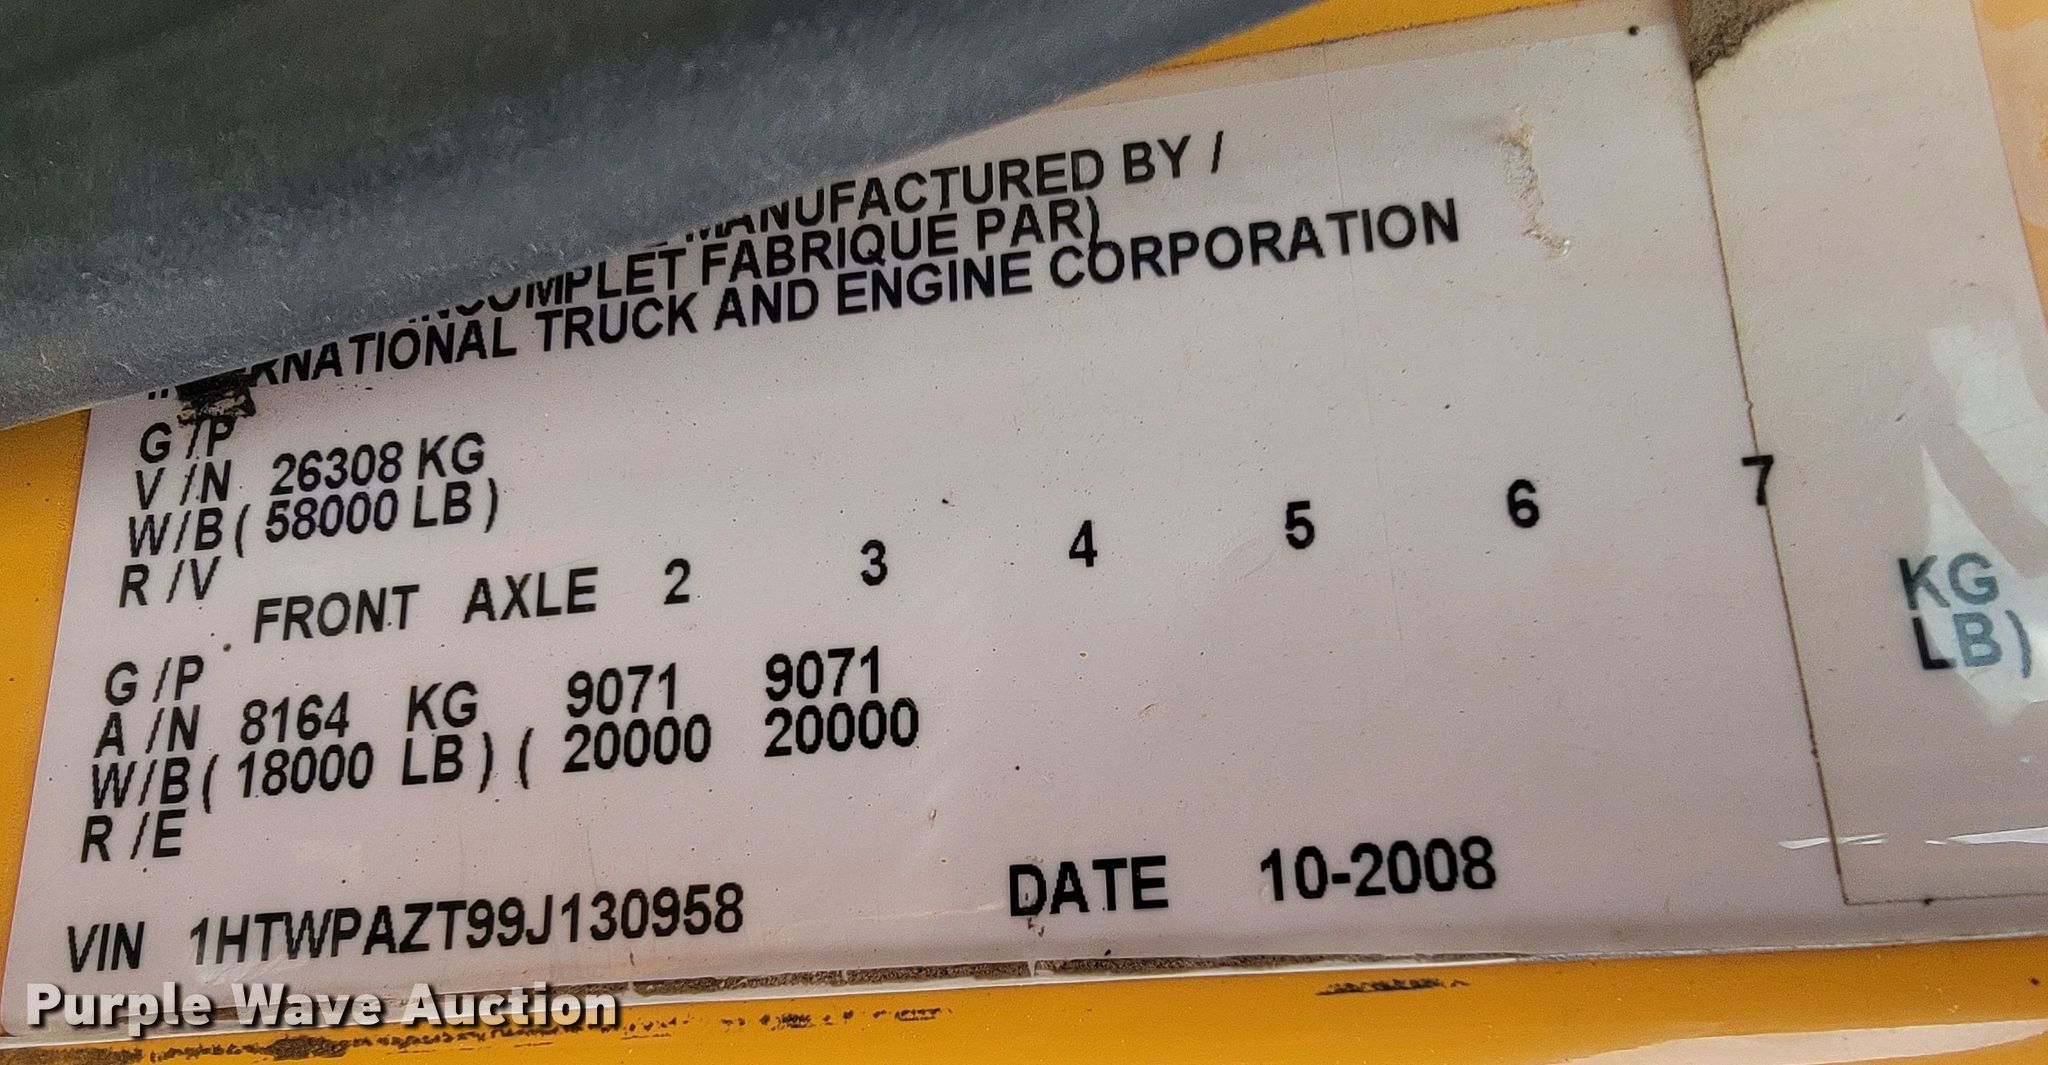 MANUFACTURED BY /
INCOMPLET FABRIQUE PAR)
INTERNATIONAL TRUCK AND ENGINE CORPORATION
G /P
V /N 26308 KG
W/B ( 58000 LB )
R /V
FRONT AXLE 2 3 4 5 6 7
G /P
A /N 8164 KG 9071 9071 KG
W/B ( 18000 LB ) ( 20000 20000 LB )
R /E
VIN 1HTWPAZT99J130958 DATE 10-2008
Purple Wave Auction